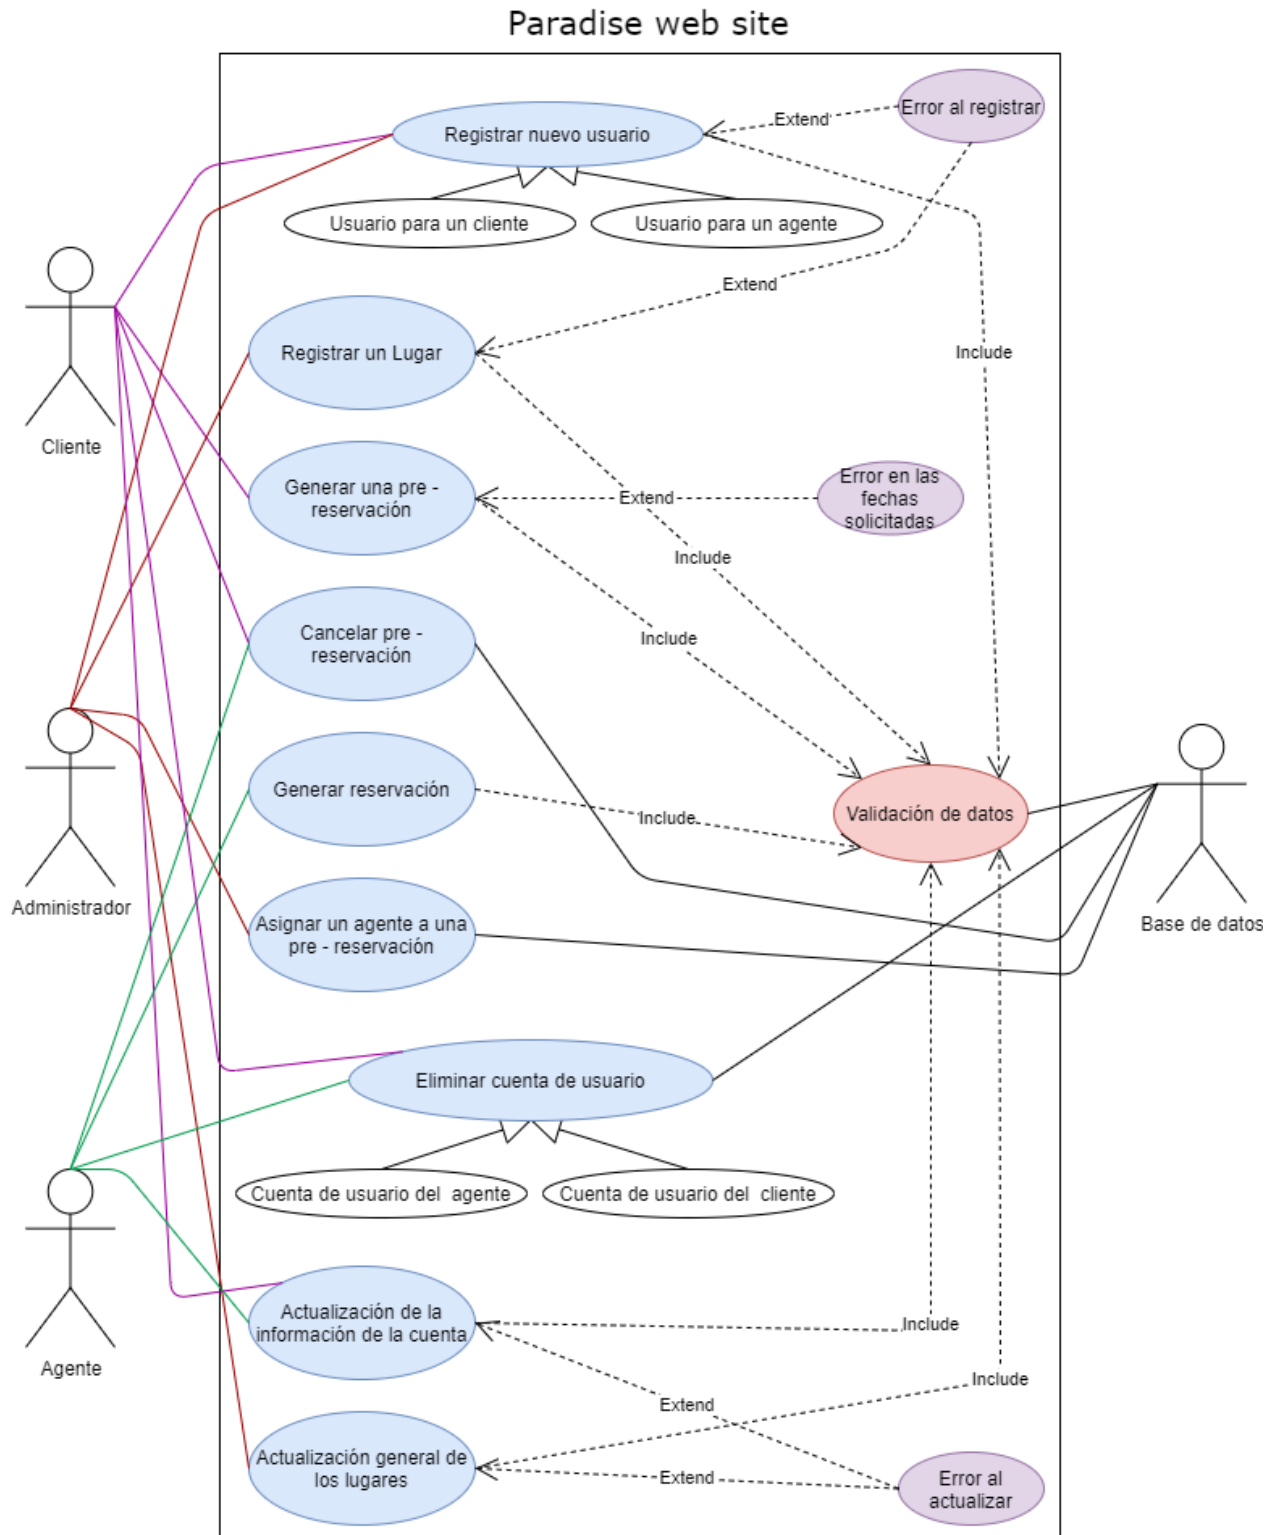 Paradise web site
Error al registrar
Extend
Registrar nuevo usuario
Usuario para un cliente
Usuario para un agente
Extend
Registrar un Lugar
Include
Cliente
Generar una pre -
reservación
Extend
Error en las
fechas
solicitadas
Include
Cancelar pre -
reservación
Include
Generar reservación
Include
Validación de datos
Administrador
Asignar un agente a una
pre - reservación
Base de datos
Eliminar cuenta de usuario
Cuenta de usuario del  agente
Cuenta de usuario del  cliente
Actualización de la
información de la cuenta
Include
Agente
Include
Extend
Actualización general de
los lugares
Extend
Error al
actualizar